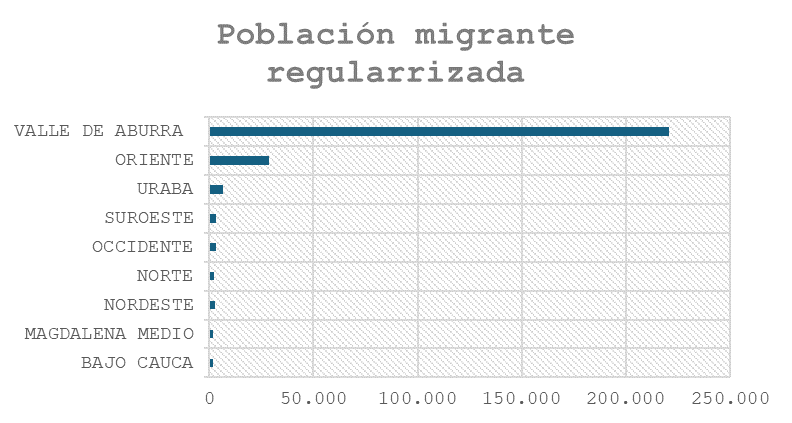 Población migrante
regularrizada
VALLE DE ABURRA
ORIENTE
URABA
SUROESTE
OCCIDENTE
NORTE
NORDESTE
MAGDALENA MEDIO
BAJO CAUCA
0 50.000 100.000 150.000 200.000 250.000